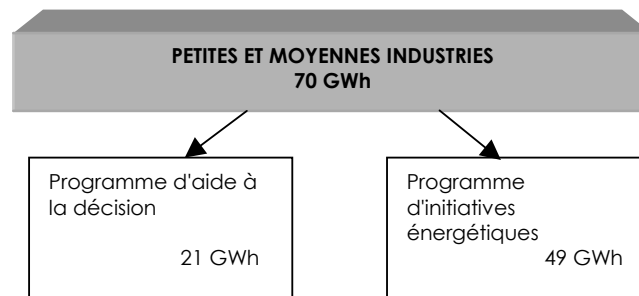 PETITES ET MOYENNES INDUSTRIES
70 GWh
Programme d'aide à
la décision
21 GWh
Programme
d'initiatives
énergétiques
49 GWh